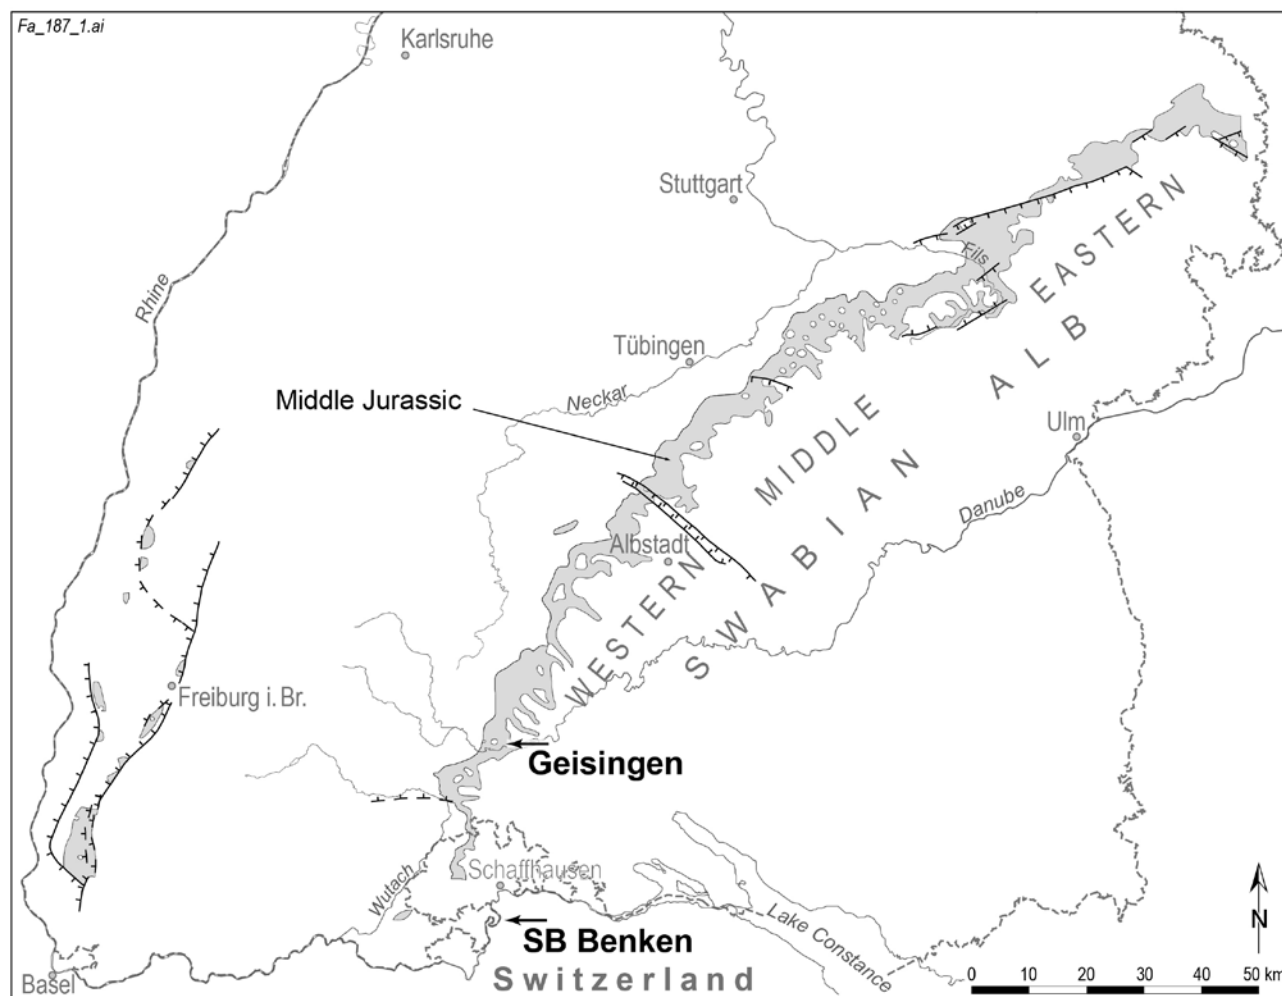 Fa_187_1.ai
Karlsruhe
Stuttgart
Rhine
Fils
EASTERN
Tübingen
Neckar
Middle Jurassic
MIDDLE
SWABIAN ALB
Ulm
Danube
Albstadt
WESTERN
Freiburg i. Br.
Geisingen
Wutach
Schaffhausen
SB Benken
Lake Constance
N
Basel
Switzerland
0 10 20 30 40 50 km